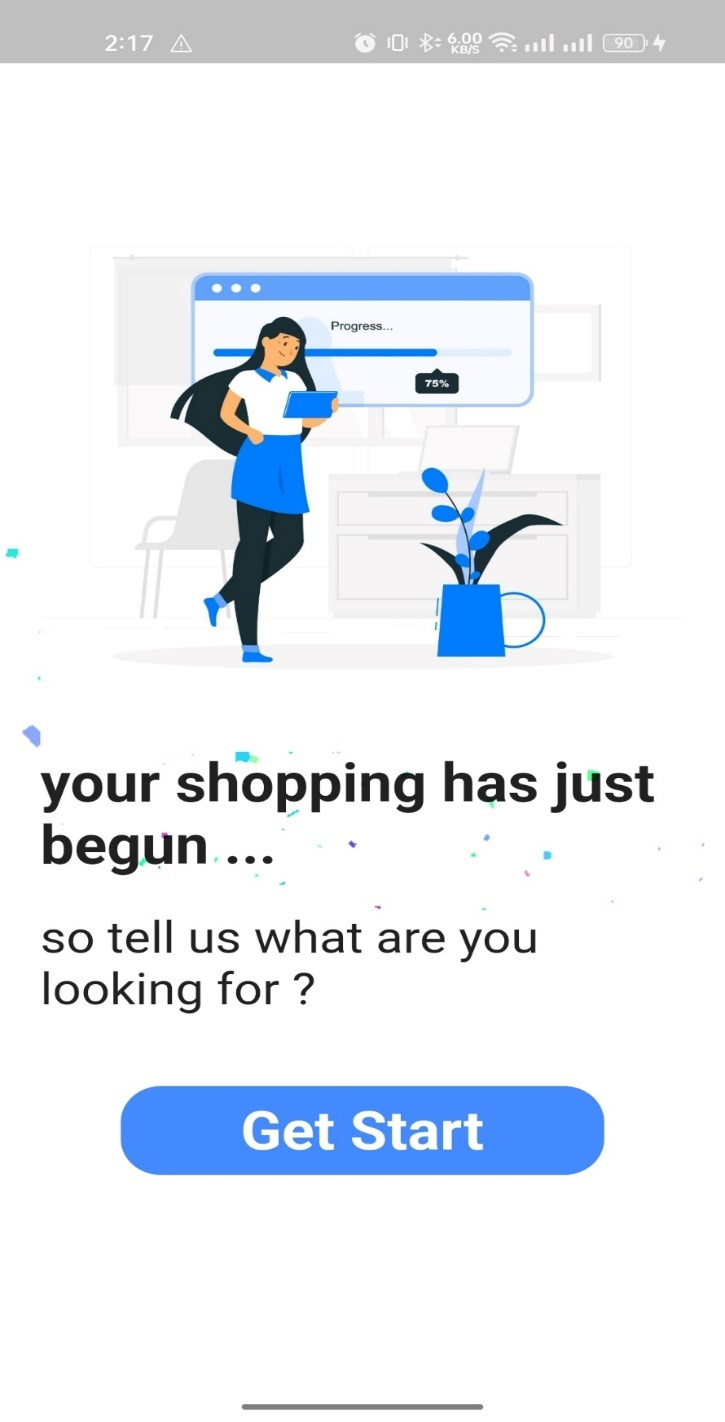 2:17 6.00 KB/S 90
Progress...
75%
your shopping has just
begun ...
so tell us what are you
looking for ?
Get Start